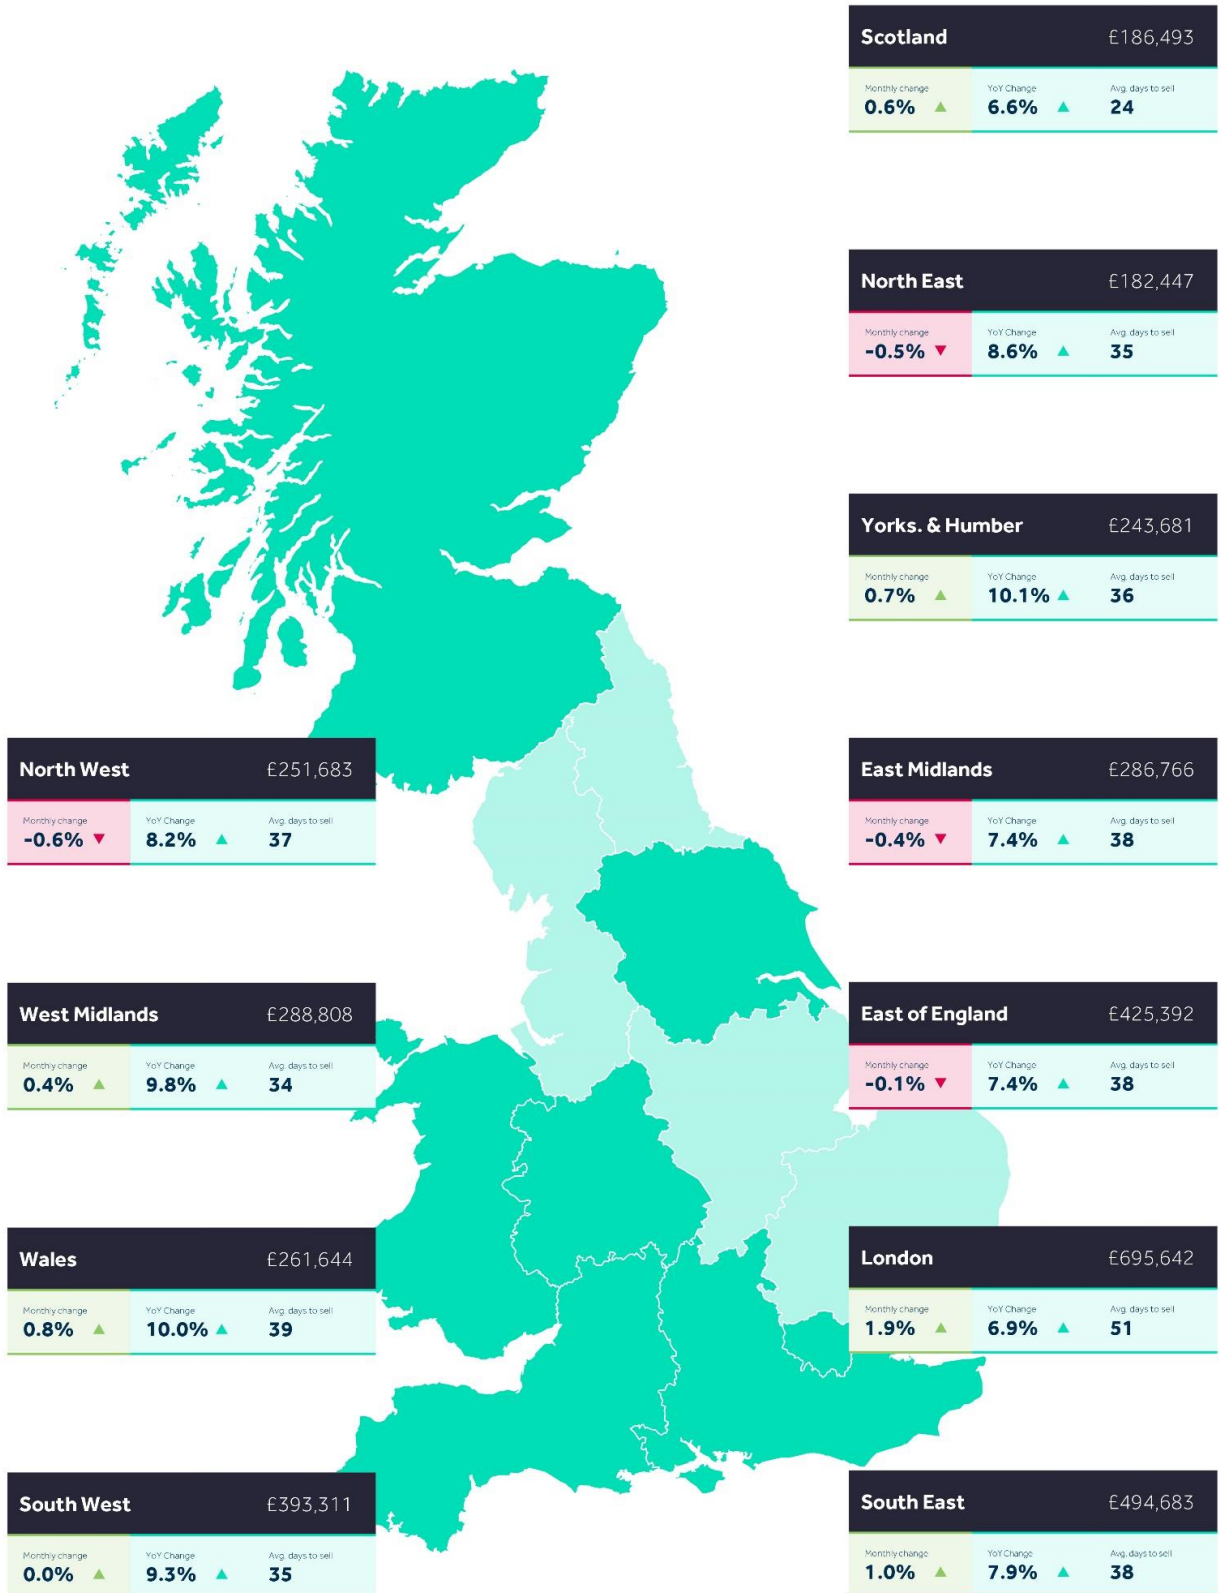 Scotland £186,493
Monthly change YoY Change Avg. days to sell
0.6% ▲ 6.6% ▲ 24
North East £182,447
Monthly change YoY Change Avg. days to sell
-0.5% ▼ 8.6% ▲ 35
Yorks. & Humber £243,681
Monthly change YoY Change Avg. days to sell
0.7% ▲ 10.1% ▲ 36
North West £251,683
Monthly change YoY Change Avg. days to sell
-0.6% ▼ 8.2% ▲ 37
East Midlands £286,766
Monthly change YoY Change Avg. days to sell
-0.4% ▼ 7.4% ▲ 38
West Midlands £288,808
Monthly change YoY Change Avg. days to sell
0.4% ▲ 9.8% ▲ 34
East of England £425,392
Monthly change YoY Change Avg. days to sell
-0.1% ▼ 7.4% ▲ 38
Wales £261,644
Monthly change YoY Change Avg. days to sell
0.8% ▲ 10.0% ▲ 39
London £695,642
Monthly change YoY Change Avg. days to sell
1.9% ▲ 6.9% ▲ 51
South West £393,311
Monthly change YoY Change Avg. days to sell
0.0% ▲ 9.3% ▲ 35
South East £494,683
Monthly change YoY Change Avg. days to sell
1.0% ▲ 7.9% ▲ 38